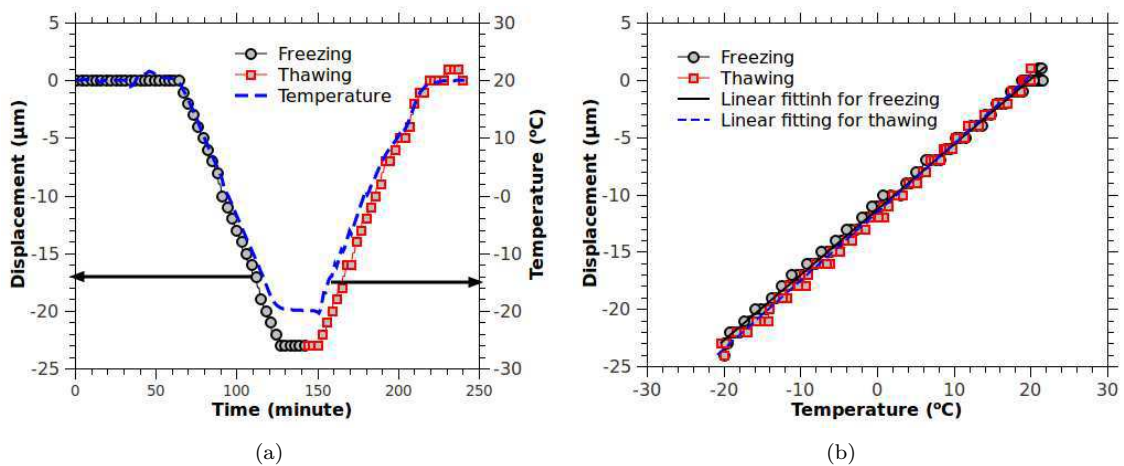 5
0
-5
-10
-15
-20
-25
Displacement (µm)
0
50
100
150
200
250
Time (minute)
30
20
10
-0
-10
-20
-30
Temperature (ºC)
Freezing
Thawing
Temperature
(a)
5
0
-5
-10
-15
-20
-25
Displacement (µm)
-30
-20
-10
0
10
20
30
Temperature (ºC)
Freezing
Thawing
Linear fittinh for freezing
Linear fitting for thawing
(b)